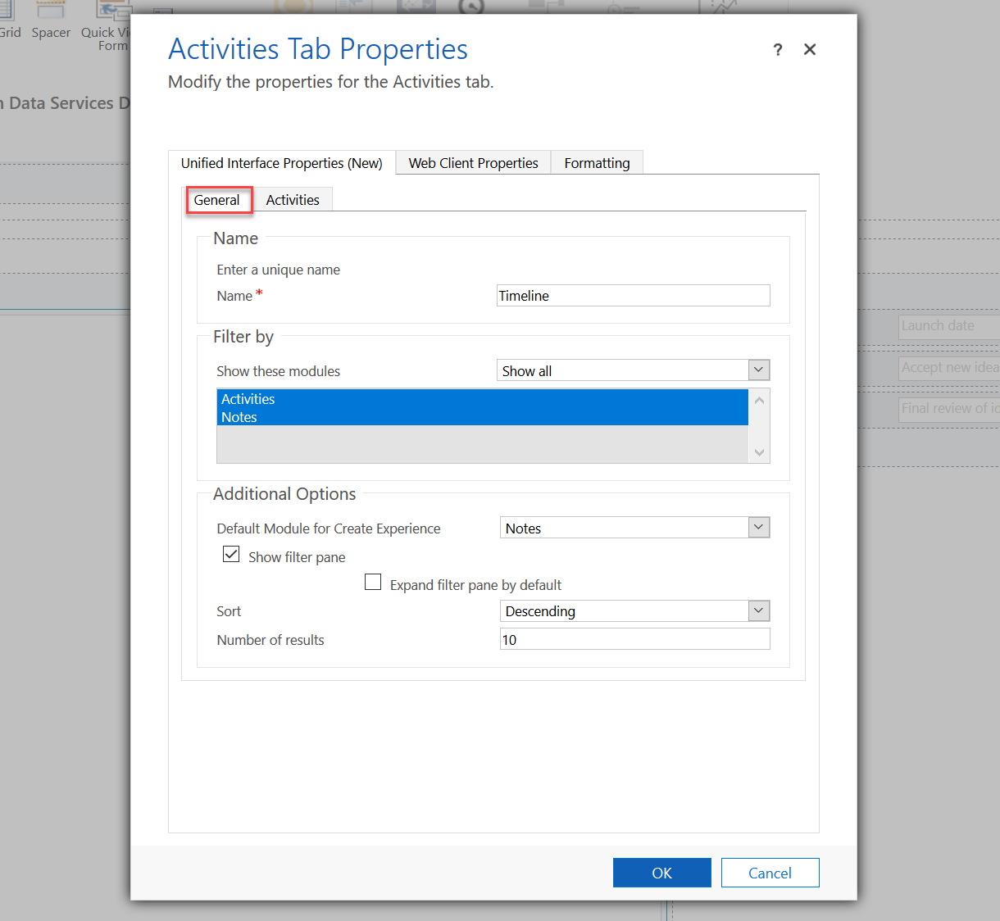 Grid
Spacer
Quick
Form
Data Services
Activities Tab Properties
?
Modify the properties for the Activities tab.
Unified Interface Properties (New)
Web Client Properties
Formatting
General
Activities
Name
Enter a unique name
Name *
Timeline
Filter by
Show these modules
Show all
Activities
Notes
Additional Options
Default Module for Create Experience
Notes
Show filter pane
Expand filter pane by default
Sort
Descending
Number of results
10
Launch date
Accept new idea
Final review of
OK
Cancel